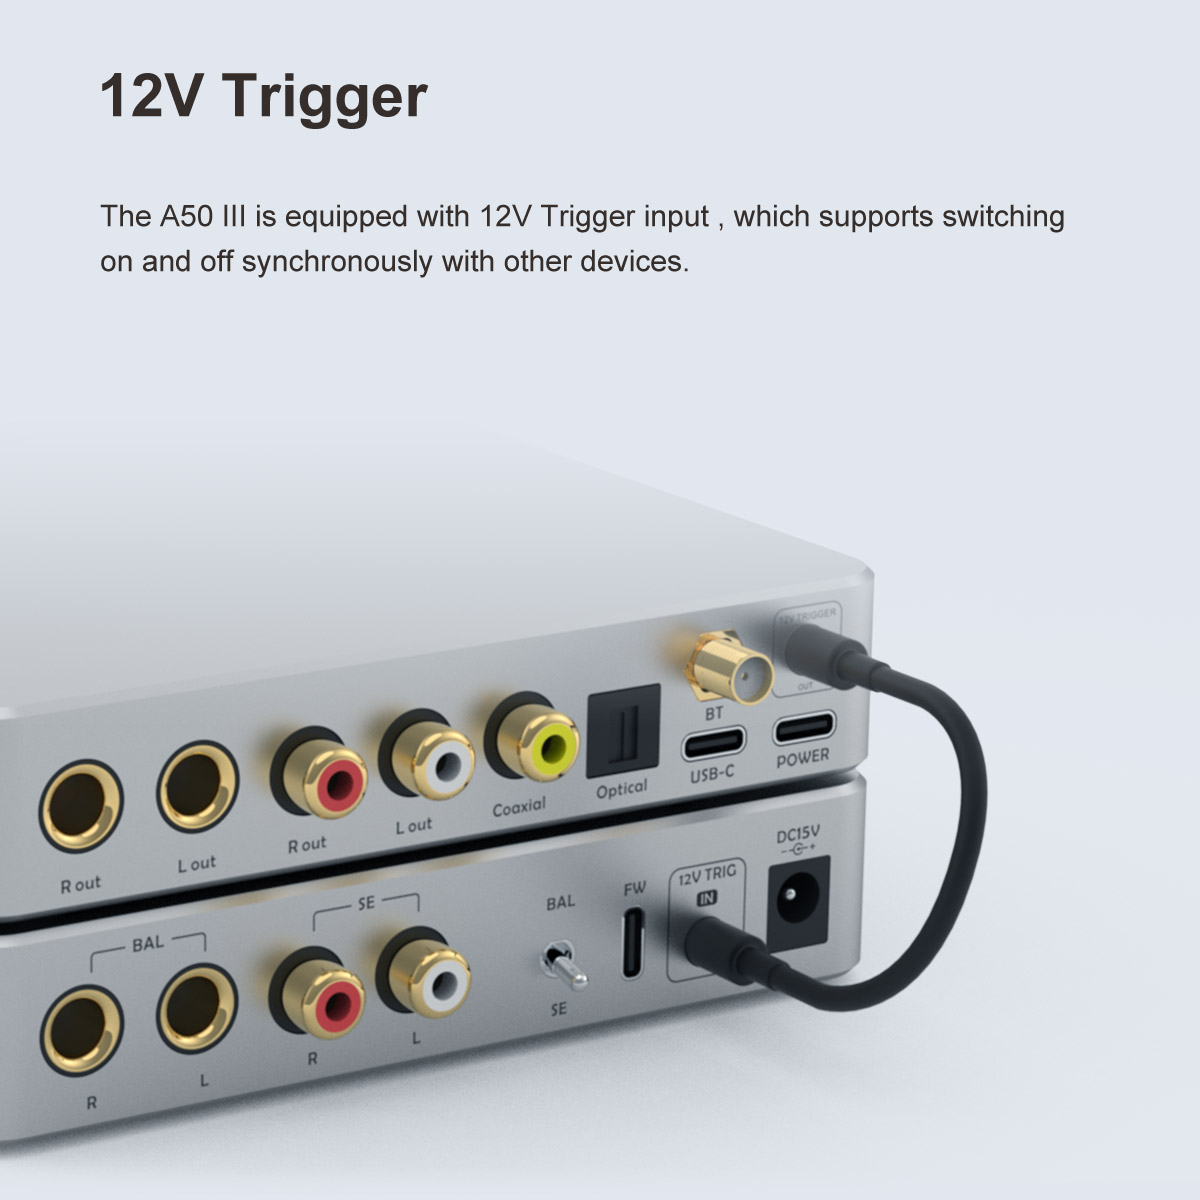 12V Trigger
The A50 III is equipped with 12V Trigger input , which supports switching
on and off synchronously with other devices.
12V TRIGGER
OUT
BT
USB-C
POWER
Optical
Coaxial
L out
R out
L out
R out
DC15V
12V TRIG
IN
FW
BAL
SE
SE
BAL
R
L
R
L